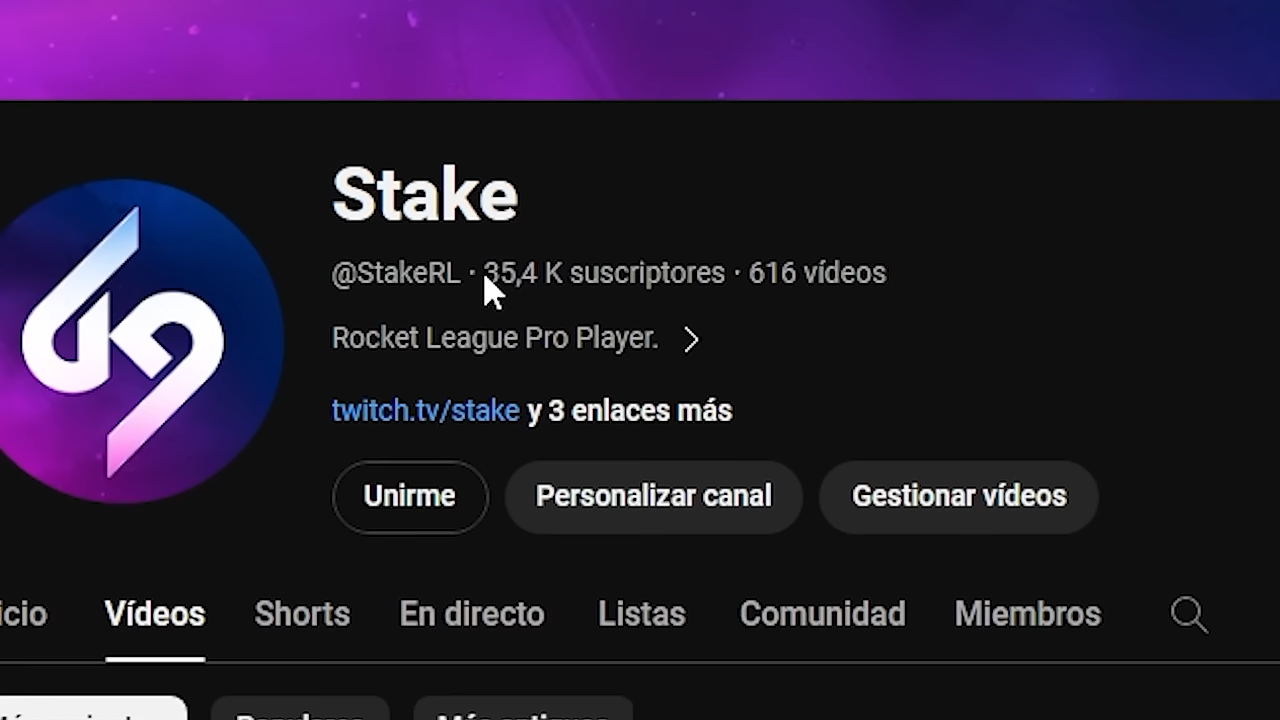 Stake
@StakeRL · 35,4 K suscriptores · 616 vídeos
Rocket League Pro Player.
twitch.tv/stake y 3 enlaces más
Unirme Personalizar canal Gestionar vídeos
icio Vídeos Shorts En directo Listas Comunidad Miembros